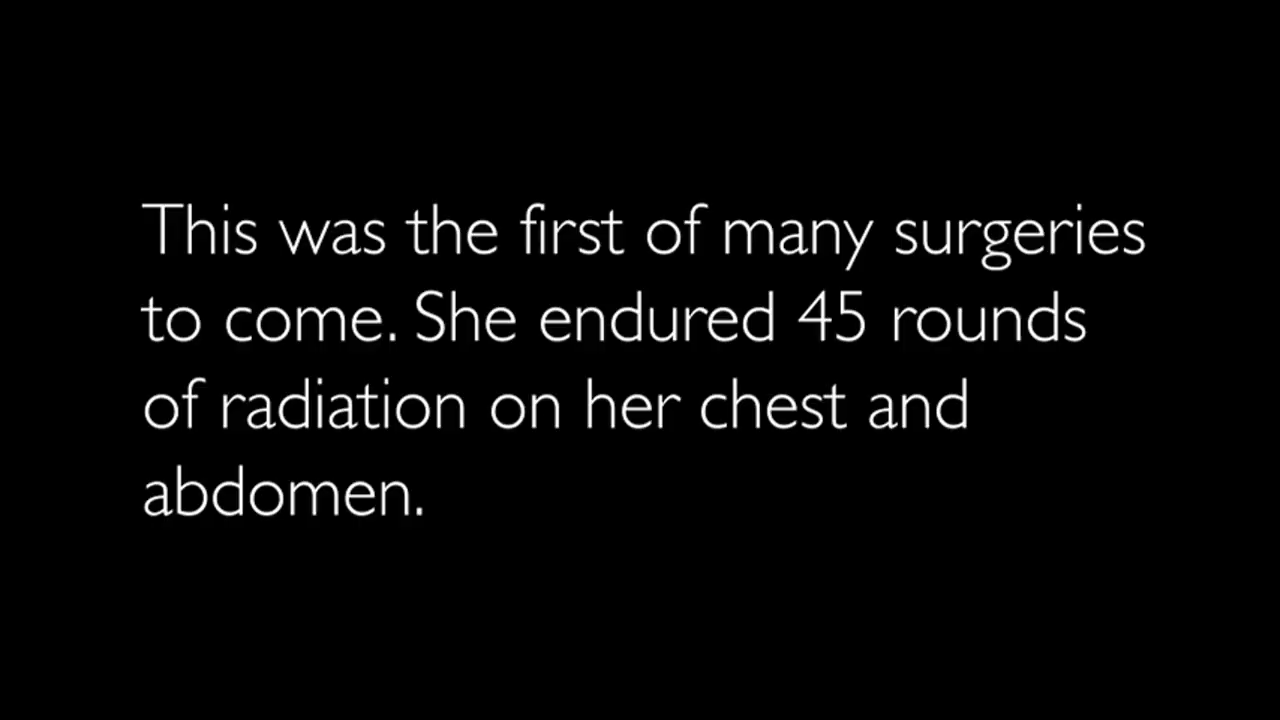 This was the first of many surgeries
to come. She endured 45 rounds
of radiation on her chest and
abdomen.